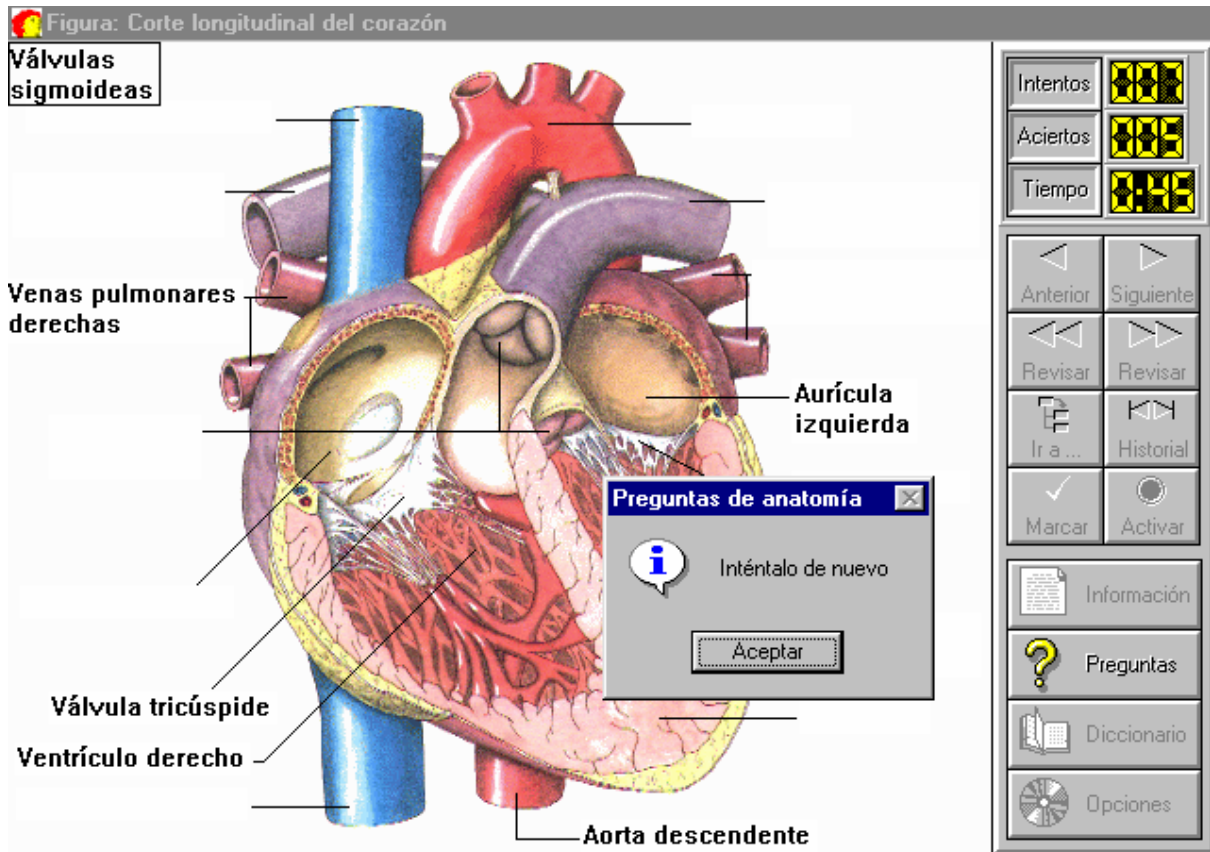 Figura: Corte longitudinal del corazón
Válvulas
sigmoideas
Venas pulmonares
derechas
Aurícula
izquierda
Válvula tricúspide
Ventrículo derecho
Aorta descendente
Preguntas de anatomía
Inténtalo de nuevo
Aceptar
Intentos
Aciertos
Tiempo
0:45
Anterior
Siguiente
Revisar
Revisar
Ir a ...
Historial
Marcar
Activar
Información
Preguntas
Diccionario
Opciones